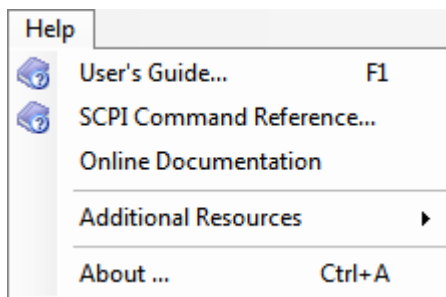 Help
User's Guide... F1
SCPI Command Reference...
Online Documentation
Additional Resources
About ... Ctrl+A